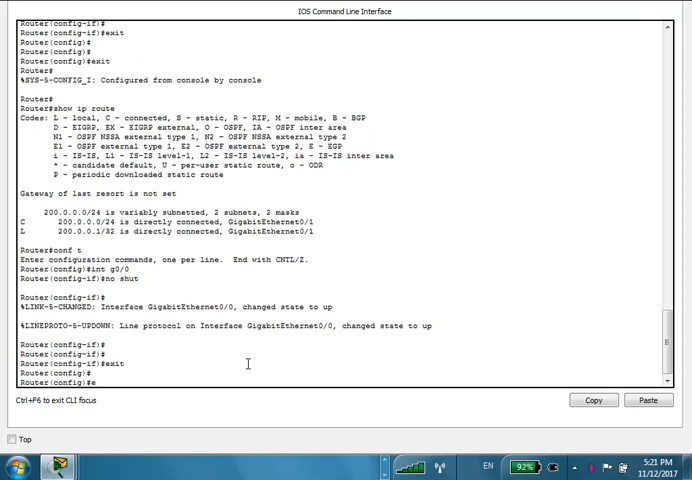 IOS Command Line Interface
Router(config-if)#
Router(config-if)#exit
Router(config)#
Router(config)#
Router(config)#exit
Router#
%SYS-5-CONFIG_I: Configured from console by console
Router#
Router#show ip route
Codes: L - local, C - connected, S - static, R - RIP, M - mobile, B - BGP
D - EIGRP, EX - EIGRP external, O - OSPF, IA - OSPF inter area
N1 - OSPF NSSA external type 1, N2 - OSPF NSSA external type 2
E1 - OSPF external type 1, E2 - OSPF external type 2, E - EGP
i - IS-IS, L1 - IS-IS level-1, L2 - IS-IS level-2, ia - IS-IS inter area
* - candidate default, U - per-user static route, o - ODR
P - periodic downloaded static route
Gateway of last resort is not set
200.0.0.0/24 is variably subnetted, 2 subnets, 2 masks
C 200.0.0.0/24 is directly connected, GigabitEthernet0/1
L 200.0.0.1/32 is directly connected, GigabitEthernet0/1
Router#conf t
Enter configuration commands, one per line. End with CNTL/Z.
Router(config)#int g0/0
Router(config-if)#no shut
Router(config-if)#
%LINK-5-CHANGED: Interface GigabitEthernet0/0, changed state to up
%LINEPROTO-5-UPDOWN: Line protocol on Interface GigabitEthernet0/0, changed state to up
Router(config-if)#
Router(config-if)#
Router(config-if)#exit
Router(config)#
Router(config)#e
Ctrl+F6 to exit CLI focus
Copy
Paste
Top
EN
92%
5:21 PM
11/12/2017